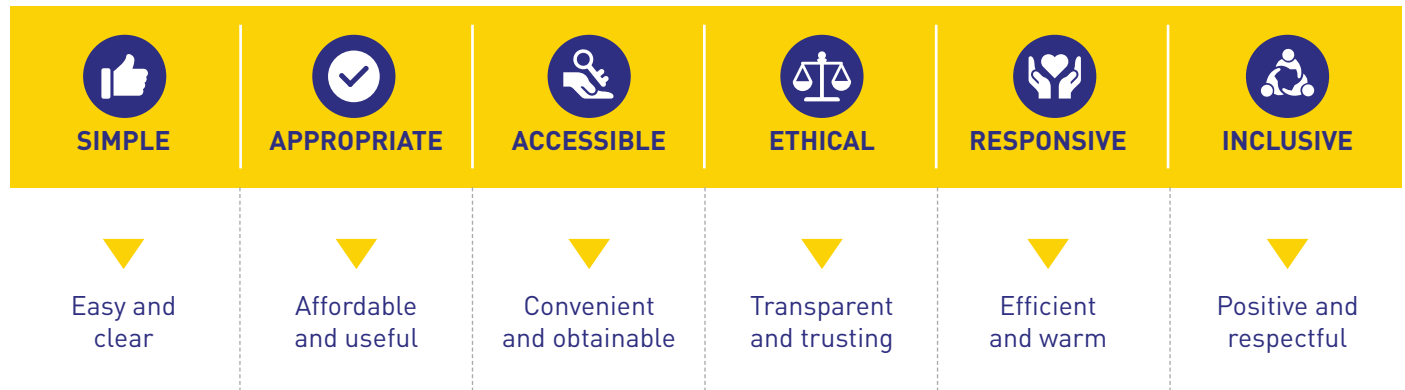 SIMPLE
APPROPRIATE
ACCESSIBLE
ETHICAL
RESPONSIVE
INCLUSIVE
Easy and
clear
Affordable
and useful
Convenient
and obtainable
Transparent
and trusting
Efficient
and warm
Positive and
respectful